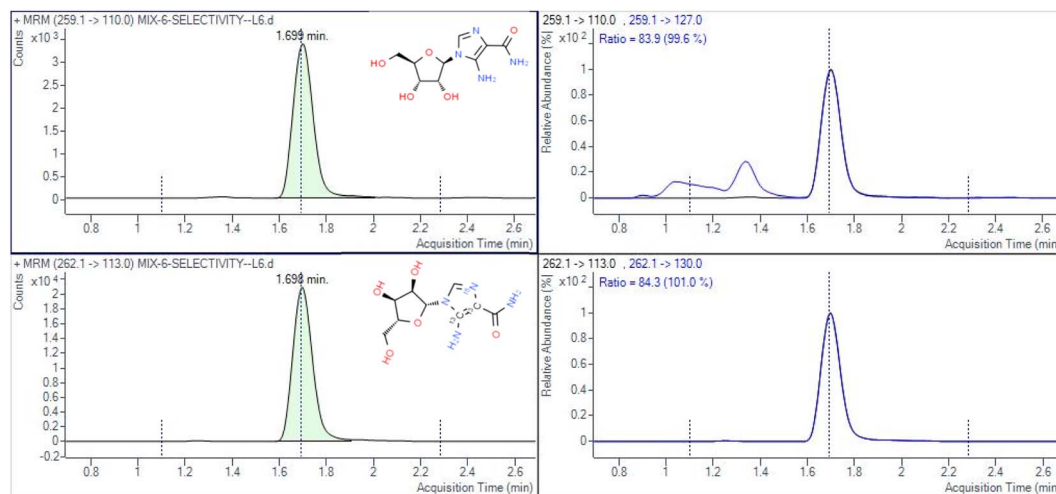 + MRM (259.1 -> 110.0) MIX-6-SELECTIVITY--L6.d
Counts
x10 3
1.699 min.
3
2.5
2
1.5
1
0.5
0
0.8 1 1.2 1.4 1.6 1.8 2 2.2 2.4 2.6
Acquisition Time (min)
HO
O
N
N
O
NH₂
NH₂
HO
OH
259.1 -> 110.0 , 259.1 -> 127.0
Relative Abundance (%)
x10 2
Ratio = 83.9 (99.6 %)
1
0.8
0.6
0.4
0.2
0
0.8 1 1.2 1.4 1.6 1.8 2 2.2 2.4 2.6
Acquisition Time (min)
+ MRM (262.1 -> 113.0) MIX-6-SELECTIVITY--L6.d
Counts
x10 4
1.698 min.
2
1.8
1.6
1.4
1.2
1
0.8
0.6
0.4
0.2
0
-0.2
0.8 1 1.2 1.4 1.6 1.8 2 2.2 2.4 2.6
Acquisition Time (min)
HO
OH
OH
O
N
15N
13C
NH₂
O
H₂N
262.1 -> 113.0 , 262.1 -> 130.0
Relative Abundance (%)
x10 2
Ratio = 84.3 (101.0 %)
1
0.8
0.6
0.4
0.2
0
0.8 1 1.2 1.4 1.6 1.8 2 2.2 2.4 2.6
Acquisition Time (min)